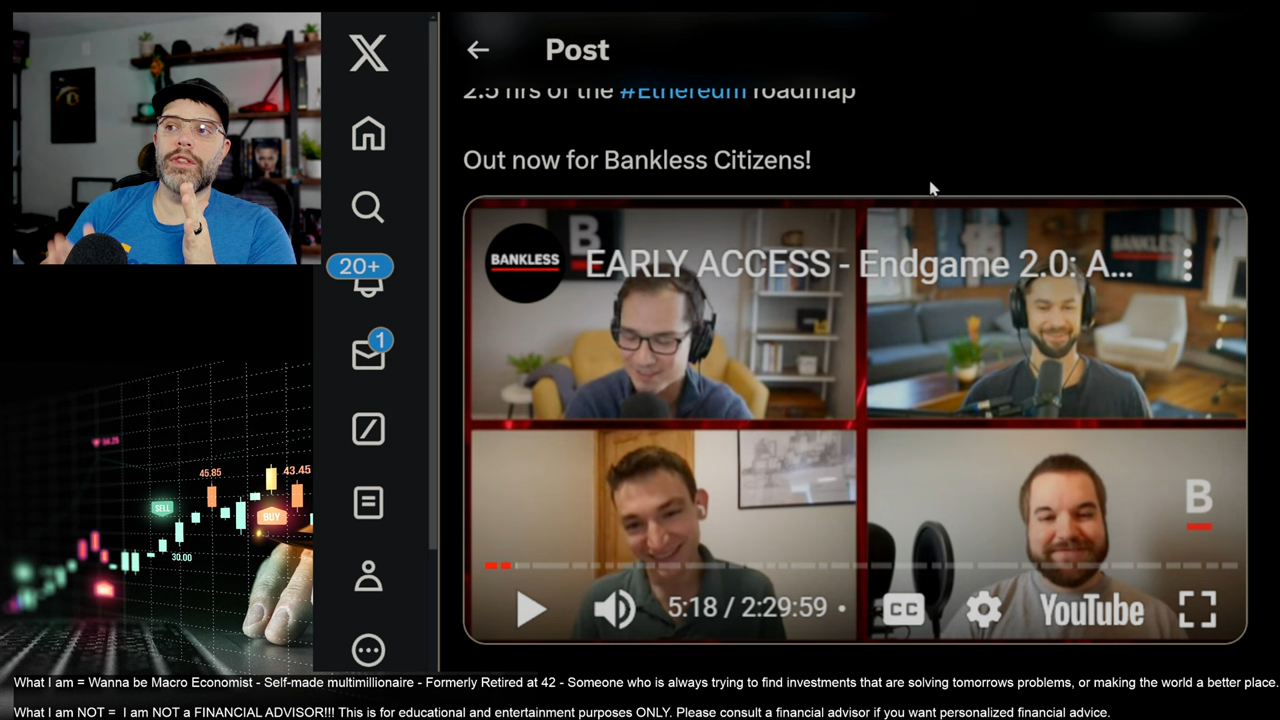 Post
2.5 hrs of the #Ethereum roadmap
Out now for Bankless Citizens!
20+
1
BANKLESS
B
EARLY ACCESS - Endgame 2.0: A...
BANKLESS
B
5:18 / 2:29:59 •
CC
YouTube
34.25
45.85
43.45
SELL
BUY
30.00
What I am = Wanna be Macro Economist - Self-made multimillionaire - Formerly Retired at 42 - Someone who is always trying to find investments that are solving tomorrows problems, or making the world a better place.
What I am NOT = I am NOT a FINANCIAL ADVISOR!!! This is for educational and entertainment purposes ONLY. Please consult a financial advisor if you want personalized financial advice.